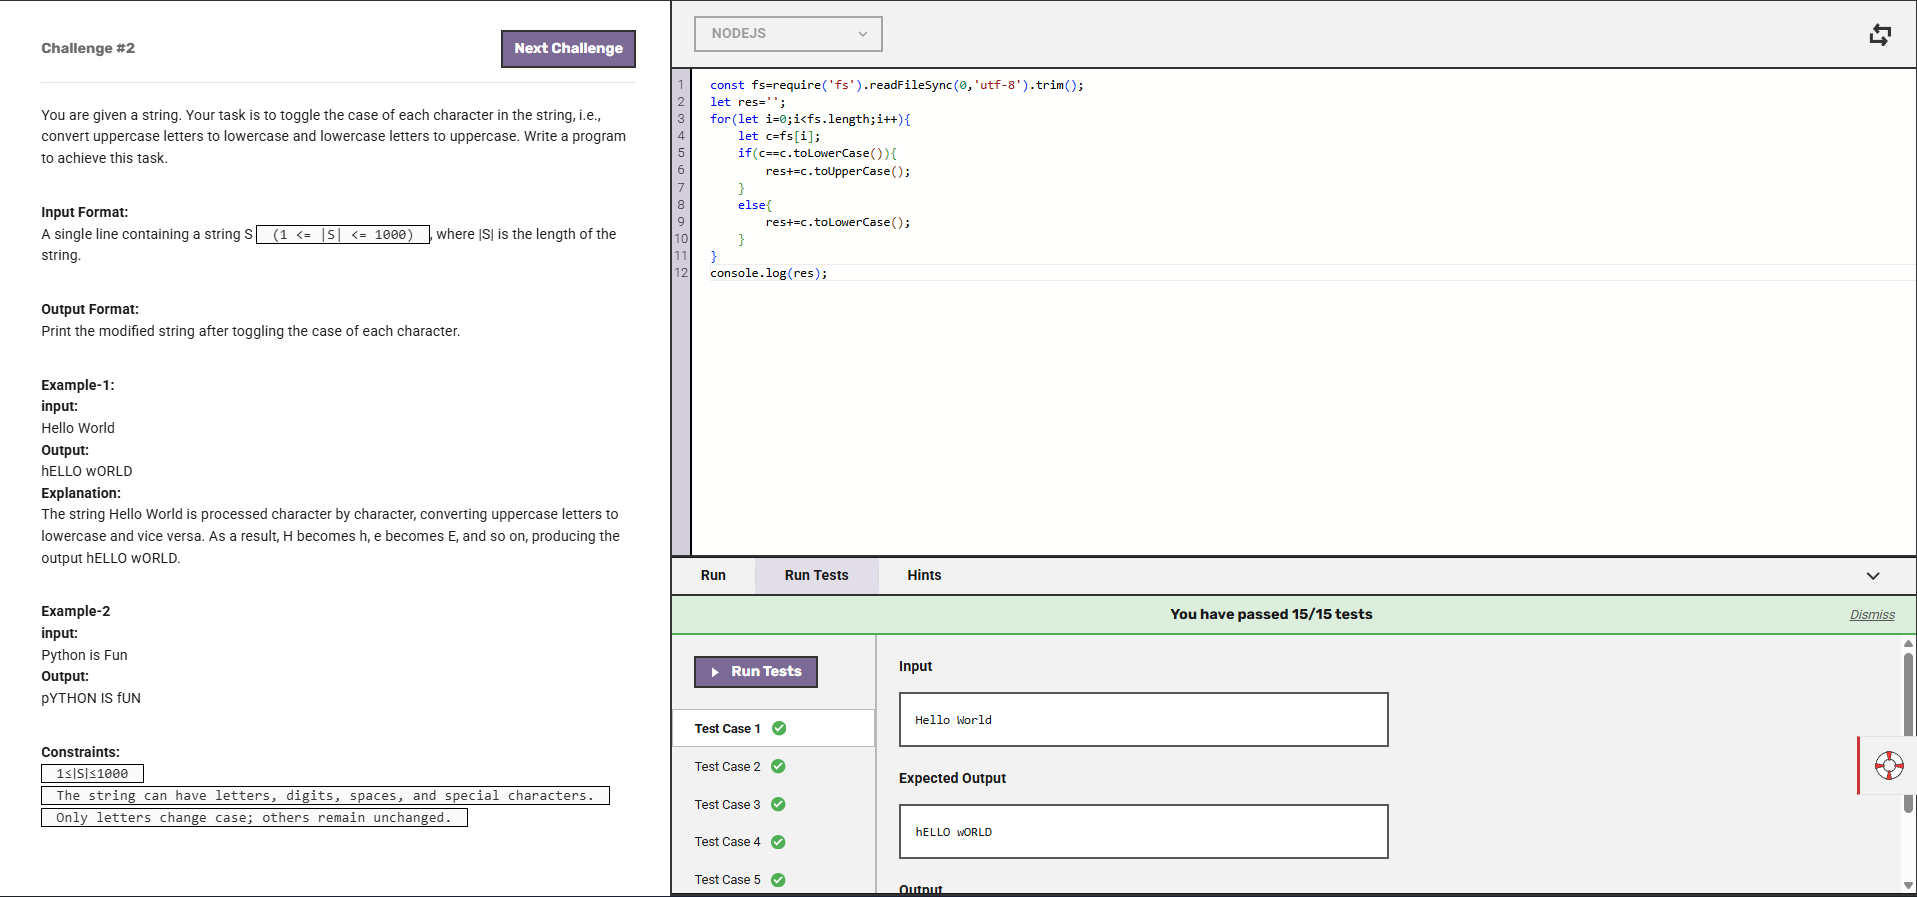 Challenge #2
Next Challenge
You are given a string. Your task is to toggle the case of each character in the string, i.e.,
convert uppercase letters to lowercase and lowercase letters to uppercase. Write a program
to achieve this task.
Input Format:
A single line containing a string S (1 <= |S| <= 1000) , where |S| is the length of the
string.
Output Format:
Print the modified string after toggling the case of each character.
Example-1:
input:
Hello World
Output:
hELLO wORLD
Explanation:
The string Hello World is processed character by character, converting uppercase letters to
lowercase and vice versa. As a result, H becomes h, e becomes E, and so on, producing the
output hELLO wORLD.
Example-2
input:
Python is Fun
Output:
pYTHON IS fUN
Constraints:
1≤|S|≤1000
The string can have letters, digits, spaces, and special characters.
Only letters change case; others remain unchanged.
NODEJS
1 const fs=require('fs').readFileSync(0,'utf-8').trim();
2 let res='';
3 for(let i=0;i<fs.length;i++){
4     let c=fs[i];
5     if(c==c.toLowerCase()){
6         res+=c.toUpperCase();
7     }
8     else{
9         res+=c.toLowerCase();
10     }
11 }
12 console.log(res);
Run
Run Tests
Hints
You have passed 15/15 tests
Dismiss
Run Tests
Test Case 1
Test Case 2
Test Case 3
Test Case 4
Test Case 5
Input
Hello World
Expected Output
hELLO wORLD
Output